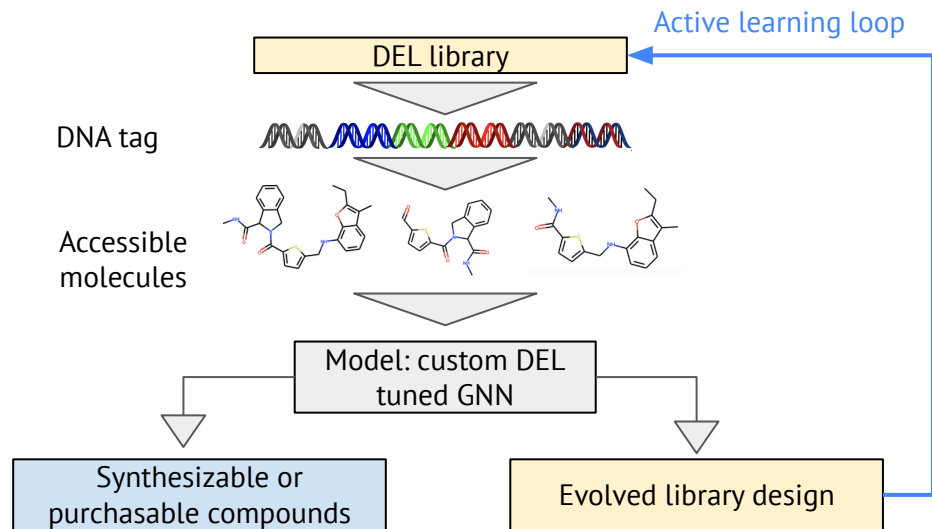 Active learning loop
DEL library
DNA tag
Accessible
molecules
Model: custom DEL
tuned GNN
Synthesizable or
purchasable compounds
Evolved library design